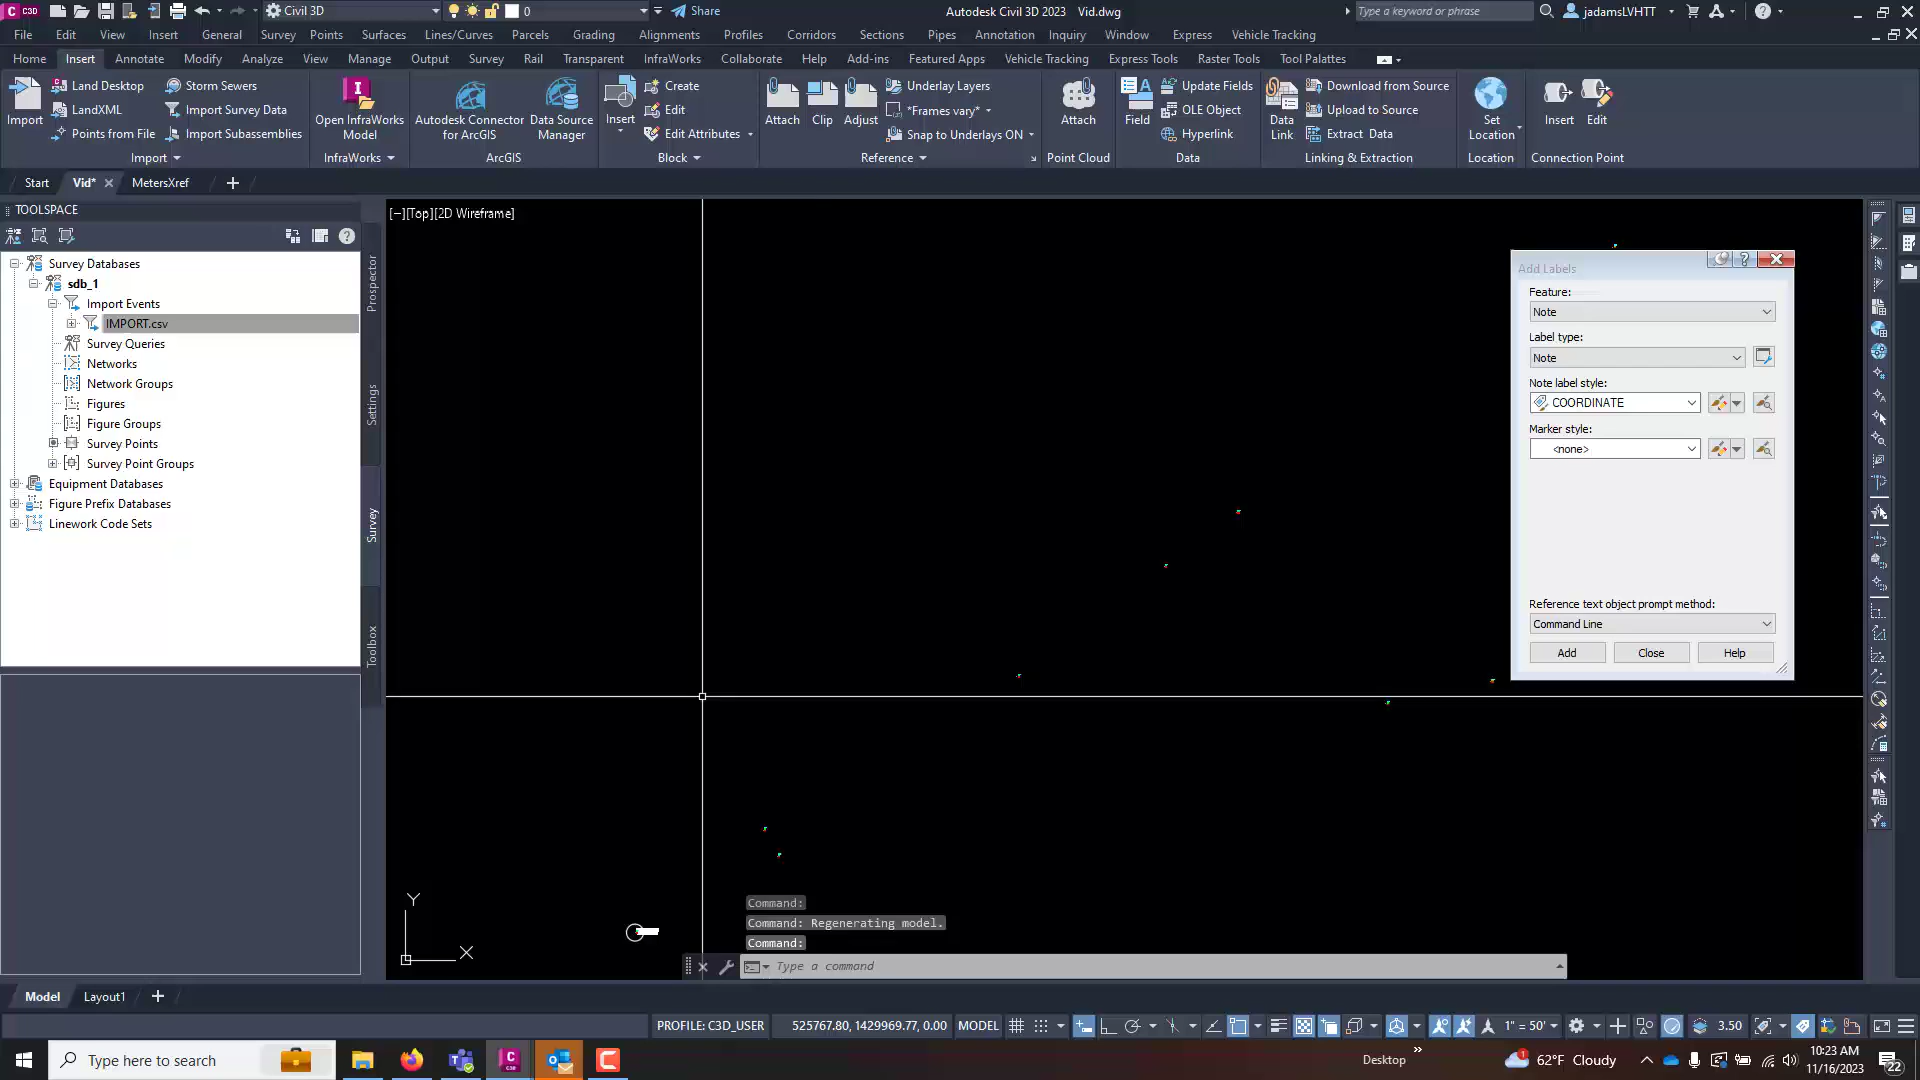 C3D
Civil 3D
0
Share
Autodesk Civil 3D 2023 Vid.dwg
Type a keyword or phrase
jadamsLVHTT
File Edit View Insert General Survey Points Surfaces Lines/Curves Parcels Grading Alignments Profiles Corridors Sections Pipes Annotation Inquiry Window Express Vehicle Tracking
Home Insert Annotate Modify Analyze View Manage Output Survey Rail Transparent InfraWorks Collaborate Help Add-ins Featured Apps Vehicle Tracking Express Tools Raster Tools Tool Palettes
Import
Land Desktop
LandXML
Points from File
Storm Sewers
Import Survey Data
Import Subassemblies
Import
Open InfraWorks
Model
InfraWorks
Autodesk Connector
for ArcGIS
Data Source
Manager
ArcGIS
Insert
Create
Edit
Edit Attributes
Block
Attach
Clip
Adjust
Underlay Layers
*Frames vary*
Snap to Underlays ON
Reference
Attach
Point Cloud
Field
Update Fields
OLE Object
Hyperlink
Data
Data
Link
Download from Source
Upload to Source
Extract Data
Linking & Extraction
Set
Location
Location
Insert
Edit
Connection Point
Start
Vid*
MetersXref
TOOLSPACE
Survey Databases
sdb_1
Import Events
IMPORT.csv
Survey Queries
Networks
Network Groups
Figures
Figure Groups
Survey Points
Survey Point Groups
Equipment Databases
Figure Prefix Databases
Linework Code Sets
Prospector
Settings
Survey
Toolbox
[−][Top][2D Wireframe]
Add Labels
Feature:
Note
Label type:
Note
Note label style:
COORDINATE
Marker style:
<none>
Reference text object prompt method:
Command Line
Add
Close
Help
Y
X
Command:
Command: Regenerating model.
Command:
Type a command
Model
Layout1
PROFILE: C3D_USER
525767.80, 1429969.77, 0.00
MODEL
1" = 50'
3.50
Type here to search
Desktop
62°F Cloudy
10:23 AM
11/16/2023
22